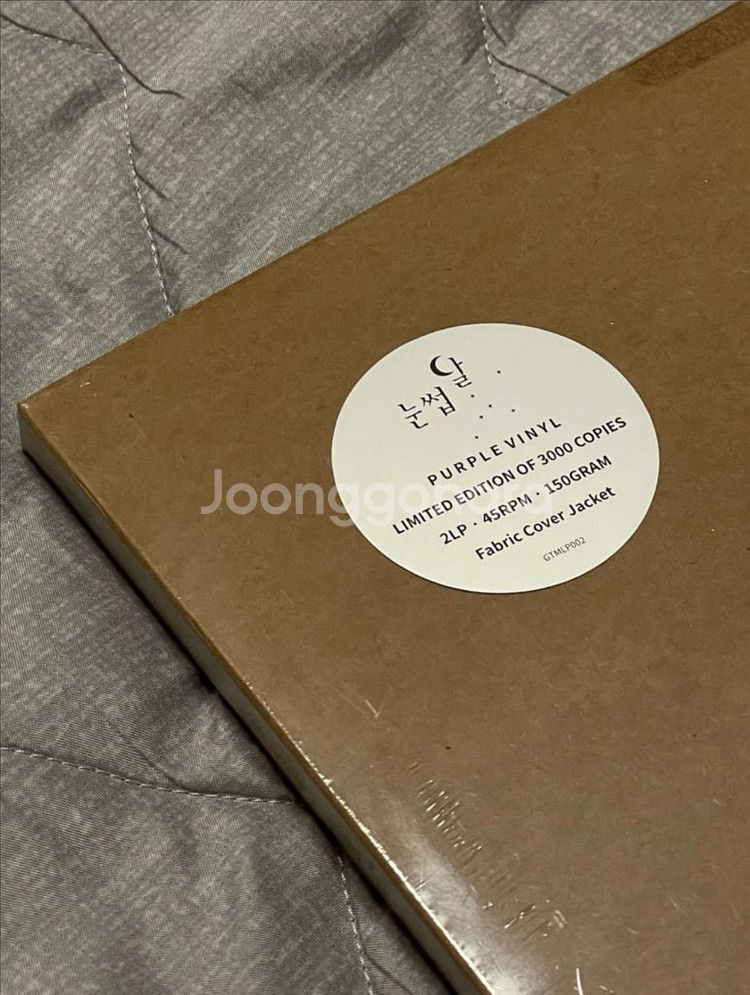 달
눈썹
PURPLE VINYL
LIMITED EDITION OF 3000 COPIES
2LP · 45RPM · 150GRAM
Fabric Cover Jacket
GTMLP002
Joonggonara